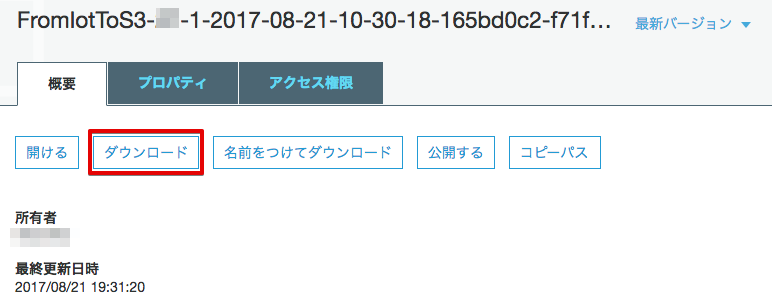 FromIotToS3- -1-2017-08-21-10-30-18-165bd0c2-f71f...
最新バージョン
概要 プロパティ アクセス権限
開ける ダウンロード 名前をつけてダウンロード 公開する コピーパス
所有者
最終更新日時
2017/08/21 19:31:20